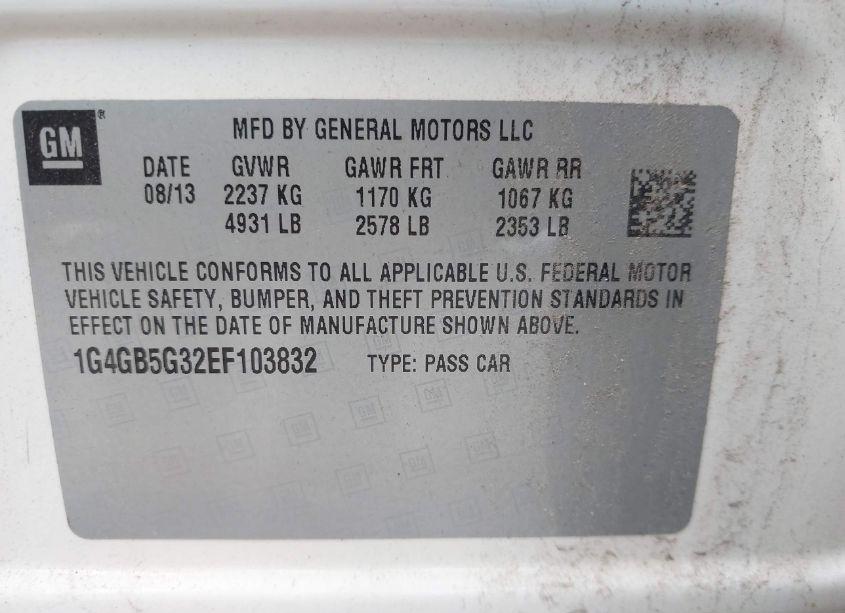 GM ®
MFD BY GENERAL MOTORS LLC
DATE GVWR GAWR FRT GAWR RR
08/13 2237 KG 1170 KG 1067 KG
4931 LB 2578 LB 2353 LB
THIS VEHICLE CONFORMS TO ALL APPLICABLE U.S. FEDERAL MOTOR
VEHICLE SAFETY, BUMPER, AND THEFT PREVENTION STANDARDS IN
EFFECT ON THE DATE OF MANUFACTURE SHOWN ABOVE.
1G4GB5G32EF103832 TYPE: PASS CAR